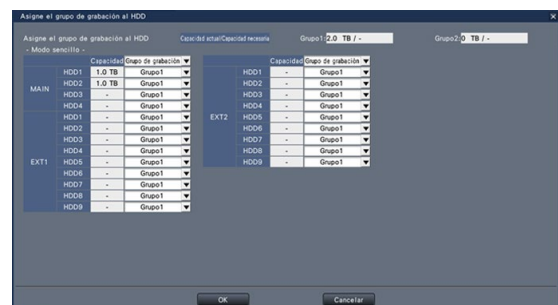 Asigne el grupo de grabación al HDD
Asigne el grupo de grabación al HDD Capacidad actual/Capacidad necesaria Grupo1: 2.0 TB / - Grupo2: 0 TB / -
- Modo sencillo -
Capacidad Grupo de grabación
MAIN
HDD1 1.0 TB Grupo1
HDD2 1.0 TB Grupo1
HDD3 - Grupo1
HDD4 - Grupo1
EXT1
HDD1 - Grupo1
HDD2 - Grupo1
HDD3 - Grupo1
HDD4 - Grupo1
HDD5 - Grupo1
HDD6 - Grupo1
HDD7 - Grupo1
HDD8 - Grupo1
HDD9 - Grupo1
Capacidad Grupo de grabación
EXT2
HDD1 - Grupo1
HDD2 - Grupo1
HDD3 - Grupo1
HDD4 - Grupo1
HDD5 - Grupo1
HDD6 - Grupo1
HDD7 - Grupo1
HDD8 - Grupo1
HDD9 - Grupo1
OK Cancelar